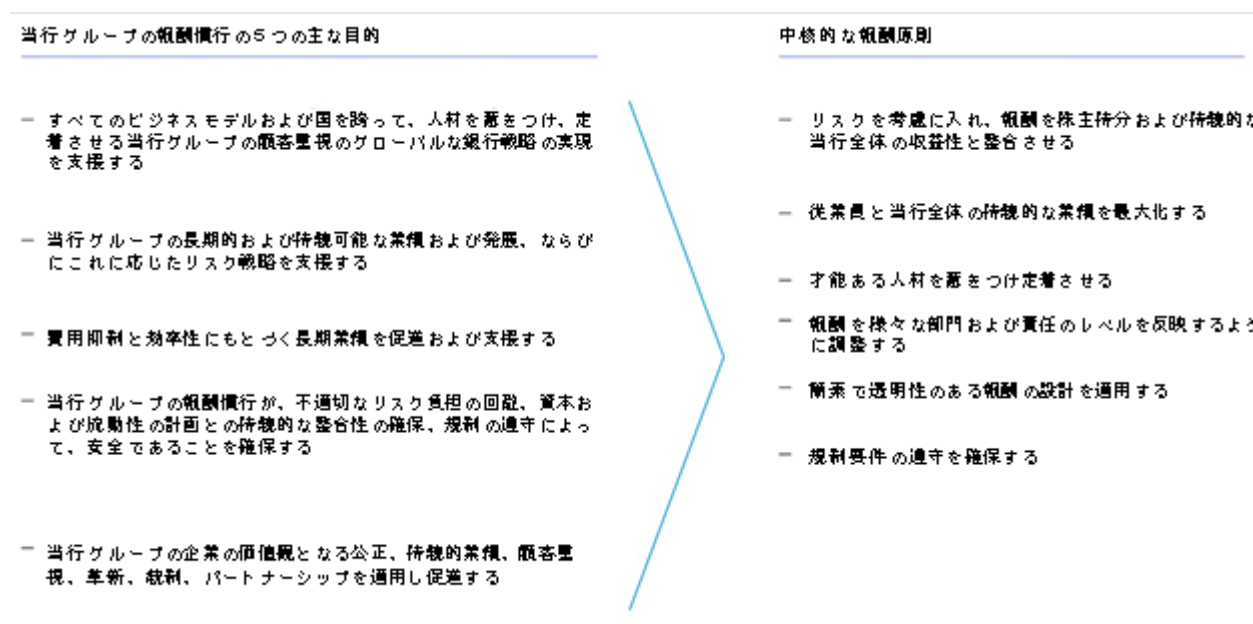 当行グループの報酬慣行の5つの主な目的
― すべてのビジネスモデルおよび国を跨って、人材を惹きつけ、定
着させる当行グループの顧客重視のグローバルな銀行戦略の実現
を支援する
― 当行グループの長期的および持続可能な業績および発展、ならび
にこれに応じたリスク戦略を支援する
― 費用抑制と効率性にもとづく長期業績を促進および支援する
― 当行グループの報酬慣行が、不適切なリスク負担の回避、資本お
よび流動性の計画との持続的な整合性の確保、規制の遵守によっ
て、安全であることを確保する
― 当行グループの企業の価値観となる公正、持続的業績、顧客重
視、革新、統制、パートナーシップを適用し促進する
中核的な報酬原則
― リスクを考慮に入れ、報酬を株主持分および持続的な
当行全体の収益性と整合させる
― 従業員と当行全体の持続的な業績を最大化する
― 才能ある人材を惹きつけ定着させる
― 報酬を様々な部門および責任のレベルを反映するよう
に調整する
― 簡素で透明性のある報酬の設計を適用する
― 規制要件の遵守を確保する